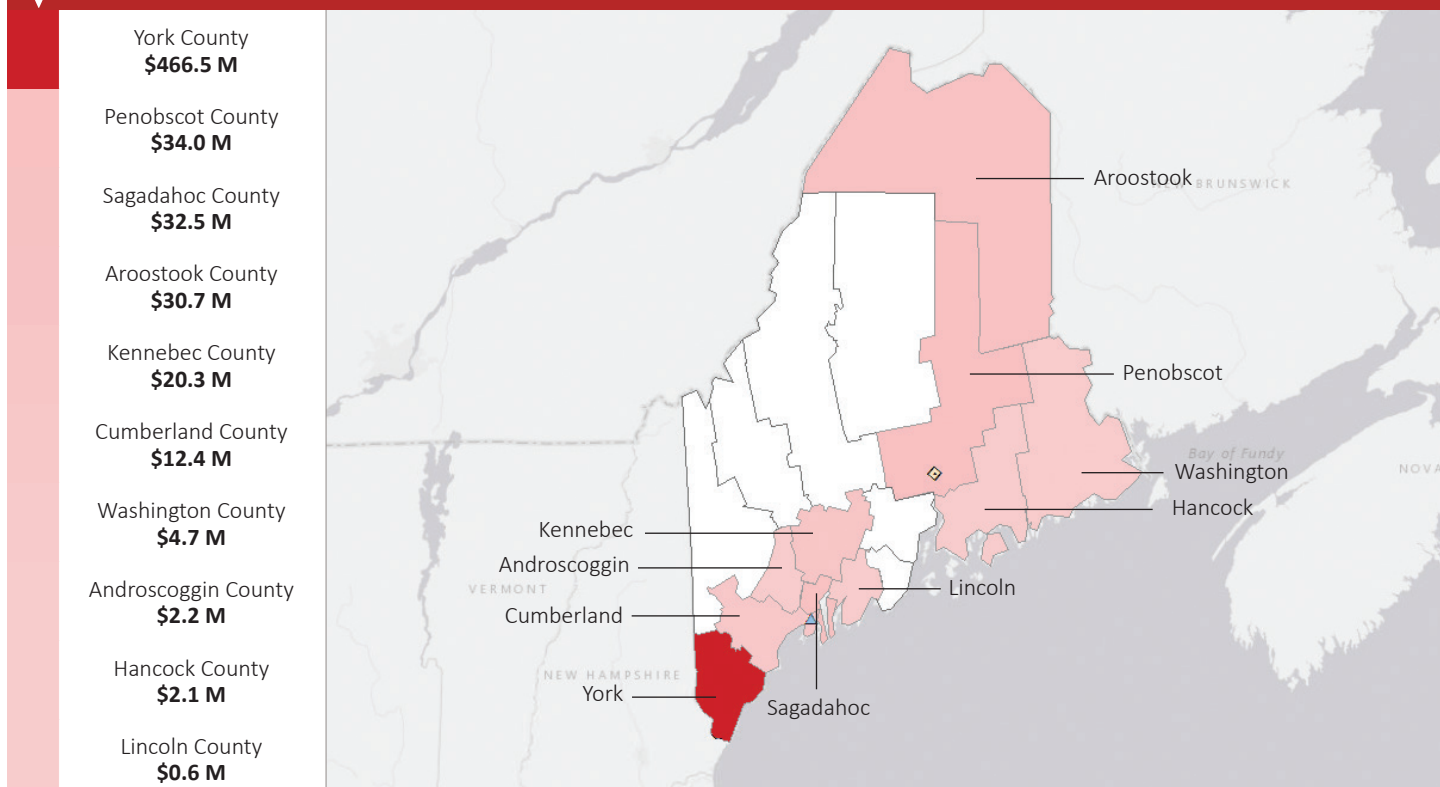 York County
$466.5 M
Penobscot County
$34.0 M
Sagadahoc County
$32.5 M
Aroostook County
$30.7 M
Kennebec County
$20.3 M
Cumberland County
$12.4 M
Washington County
$4.7 M
Androscoggin County
$2.2 M
Hancock County
$2.1 M
Lincoln County
$0.6 M
Aroostook
BRUNSWICK
Penobscot
Bay of Fundy
Washington
NOVA
Hancock
Kennebec
Androscoggin
VERMONT
Lincoln
Cumberland
NEW HAMPSHIRE
York
Sagadahoc